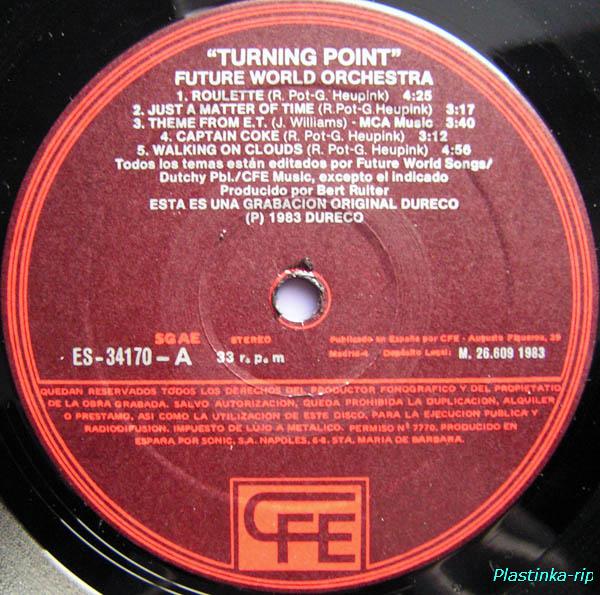 "TURNING POINT"
FUTURE WORLD ORCHESTRA
1. ROULETTE (R. Pot-G. Heupink) 4:25
2. JUST A MATTER OF TIME (R.Pot-G. Heupink) 3:17
3. THEME FROM E.T. (J. Williams) - MCA Music 3:40
4. CAPTAIN COKE (R. Pot-G. Heupink) 3:12
5. WALKING ON CLOUDS (R. Pot-G. Heupink) 4:56
Todos los temas están editados por Future World Songs/
Dutchy Pbl./CFE Music, excepto el indicado
Producido por Bert Ruiter
ESTA ES UNA GRABACION ORIGINAL DURECO
(P) 1983 DURECO
SGAE STEREO Publicado en España por CFE - Augusto Figueroa, 39
ES-34170-A 33 r. p. m Madrid-4 Depósito Legal: M. 26.609 1983
QUEDAN RESERVADOS TODOS LOS DERECHOS DEL PRODUCTOR FONOGRAFICO Y DEL PROPIETATIO
DE LA OBRA GRABADA. SALVO AUTORIZACION, QUEDA PROHIBIDA LA DUPLICACION, ALQUILER
O PRESTAMO, ASI COMO LA UTILIZACION DE ESTE DISCO, PARA LA EJECUCION PUBLICA Y
RADIODIFUSION. IMPUESTO DE LUJO A METALICO. PERMISO Nº 7770. PRODUCIDO EN
ESPAÑA POR SONIC, S.A. NAPOLES, 6-8. STA. MARIA DE BARBARA.
CFE
Plastinka-rip